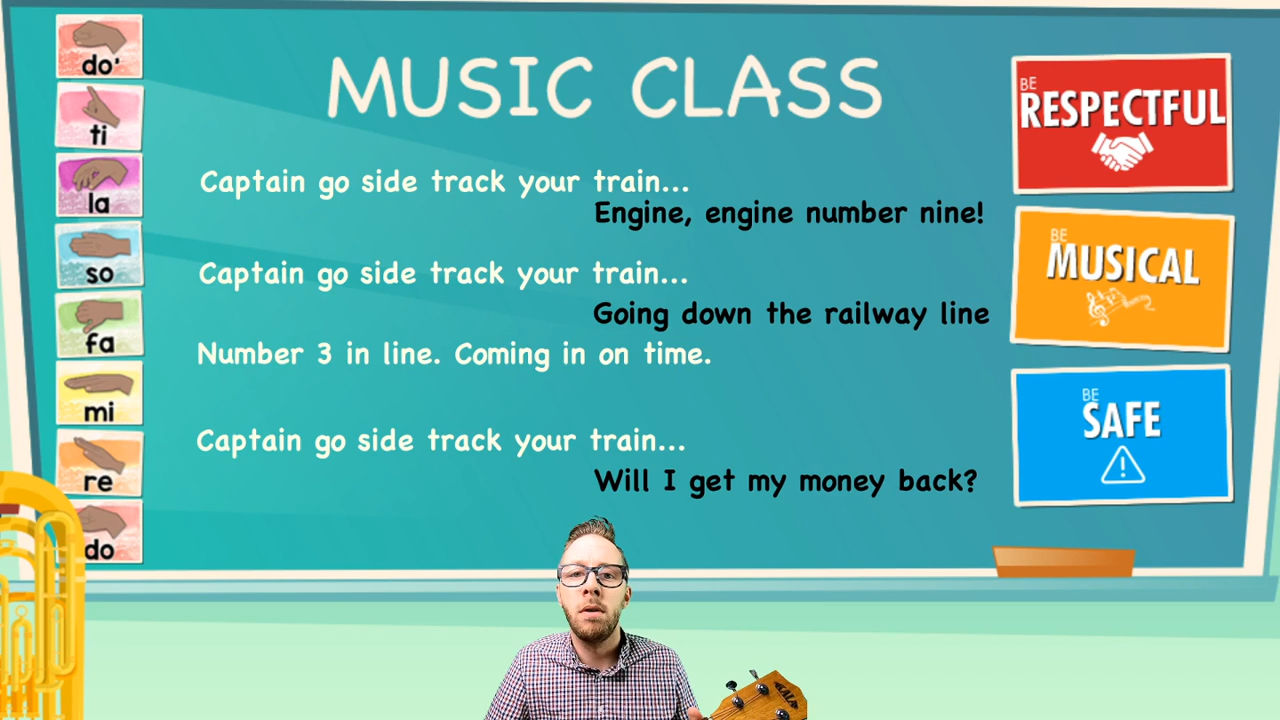 do'
ti
la
so
fa
mi
re
do
MUSIC CLASS
Captain go side track your train...
Engine, engine number nine!
Captain go side track your train...
Going down the railway line
Number 3 in line. Coming in on time.
Captain go side track your train...
Will I get my money back?
BE
RESPECTFUL
BE
MUSICAL
BE
SAFE
KALA